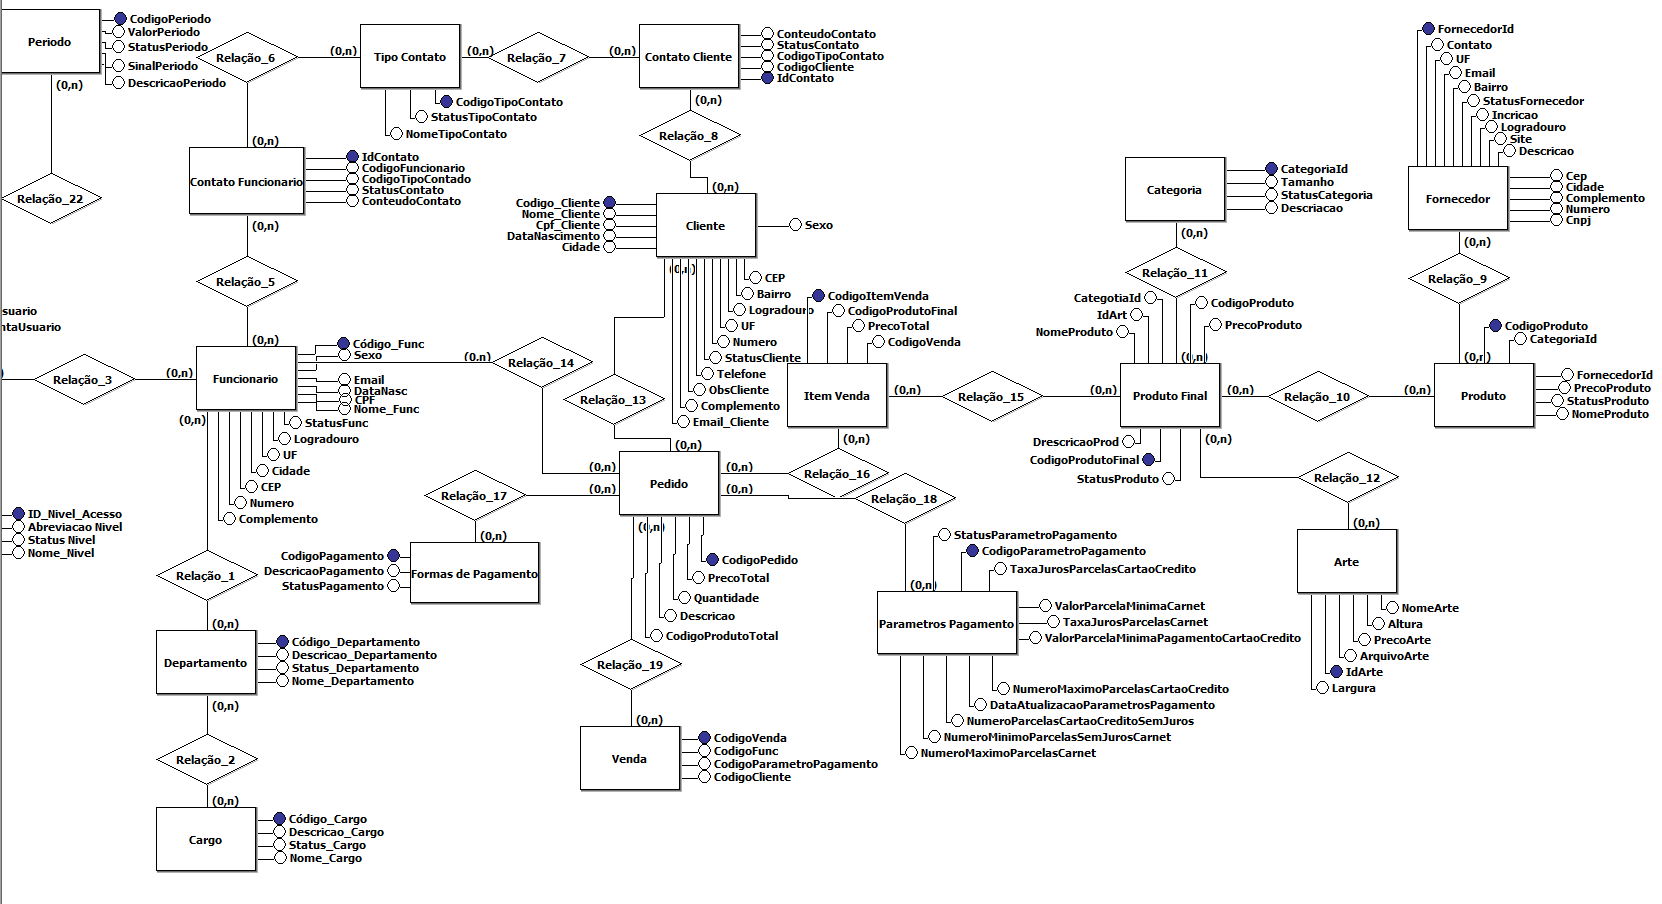 Periodo
CodigoPeriodo
ValorPeriodo
StatusPeriodo
SinalPeriodo
DescricaoPeriodo
(0,n)
Relação_22
Relação_6
(0,n)
Tipo Contato
(0,n)
CodigoTipoContato
StatusTipoContato
NomeTipoContato
Relação_7
(0,n)
Contato Cliente
ConteudoContato
StatusContato
CodigoTipoContato
CodigoCliente
IdContato
(0,n)
Relação_8
(0,n)
(0,n)
Contato Funcionario
IdContato
CodigoFuncionario
CodigoTipoContado
StatusContato
ConteudoContato
(0,n)
Relação_5
(0,n)
Cliente
Codigo_Cliente
Nome_Cliente
Cpf_Cliente
DataNascimento
Cidade
Sexo
(0,n)
CEP
Bairro
Logradouro
UF
Numero
StatusCliente
Telefone
ObsCliente
Complemento
Email_Cliente
Categoria
CategoriaId
Tamanho
StatusCategoria
Descriacao
(0,n)
Relação_11
Fornecedor
FornecedorId
Contato
UF
Email
Bairro
StatusFornecedor
Incricao
Logradouro
Site
Descricao
Cep
Cidade
Complemento
Numero
Cnpj
(0,n)
Relação_9
(0,n)
suario
ntaUsuario
Relação_3
(0,n)
Funcionario
Código_Func
Sexo
Email
DataNasc
CPF
Nome_Func
StatusFunc
Logradouro
UF
Cidade
CEP
Numero
Complemento
(0,n)
(0,n)
Relação_14
Relação_13
CodigoItemVenda
CodigoProdutoFinal
PrecoTotal
CodigoVenda
Item Venda
(0,n)
(0,n)
Relação_15
(0,n)
CategotiaId
IdArt
NomeProduto
CodigoProduto
PrecoProduto
(0,n)
Produto Final
(0,n)
(0,n)
DrescricaoProd
CodigoProdutoFinal
StatusProduto
Relação_10
(0,n)
Produto
CodigoProduto
CategoriaId
FornecedorId
PrecoProduto
StatusProduto
NomeProduto
Relação_12
(0,n)
Arte
NomeArte
Altura
PrecoArte
ArquivoArte
IdArte
Largura
(0,n)
(0,n)
(0,n)
Pedido
(0,n)
(0,n)
(0,n)
CodigoPedido
PrecoTotal
Quantidade
Descricao
CodigoProdutoTotal
Relação_16
Relação_18
Relação_17
(0,n)
Formas de Pagamento
CodigoPagamento
DescricaoPagamento
StatusPagamento
ID_Nivel_Acesso
Abreviacao Nivel
Status Nivel
Nome_Nivel
Relação_1
(0,n)
Departamento
Código_Departamento
Descricao_Departamento
Status_Departamento
Nome_Departamento
(0,n)
Relação_2
(0,n)
Cargo
Código_Cargo
Descricao_Cargo
Status_Cargo
Nome_Cargo
Relação_19
(0,n)
Venda
CodigoVenda
CodigoFunc
CodigoParametroPagamento
CodigoCliente
StatusParametroPagamento
CodigoParametroPagamento
TaxaJurosParcelasCartaoCredito
(0,n)
Parametros Pagamento
ValorParcelaMinimaCarnet
TaxaJurosParcelasCarnet
ValorParcelaMinimaPagamentoCartaoCredito
NumeroMaximoParcelasCartaoCredito
DataAtualizacaoParametrosPagamento
NumeroParcelasCartaoCreditoSemJuros
NumeroMinimoParcelasSemJurosCarnet
NumeroMaximoParcelasCarnet